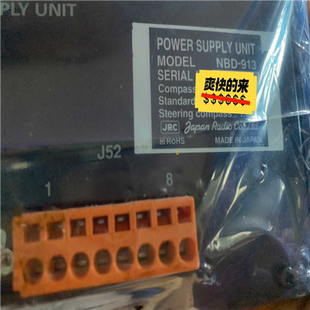 PLY UNIT
POWER SUPPLY UNIT
MODEL NBD-913
SERIAL
爽快的来
$$$$$$
Compass
Standard
Steering compass
JRC Japan Radio Co., Ltd.
RoHS MADE IN JAPAN
J52
1 8